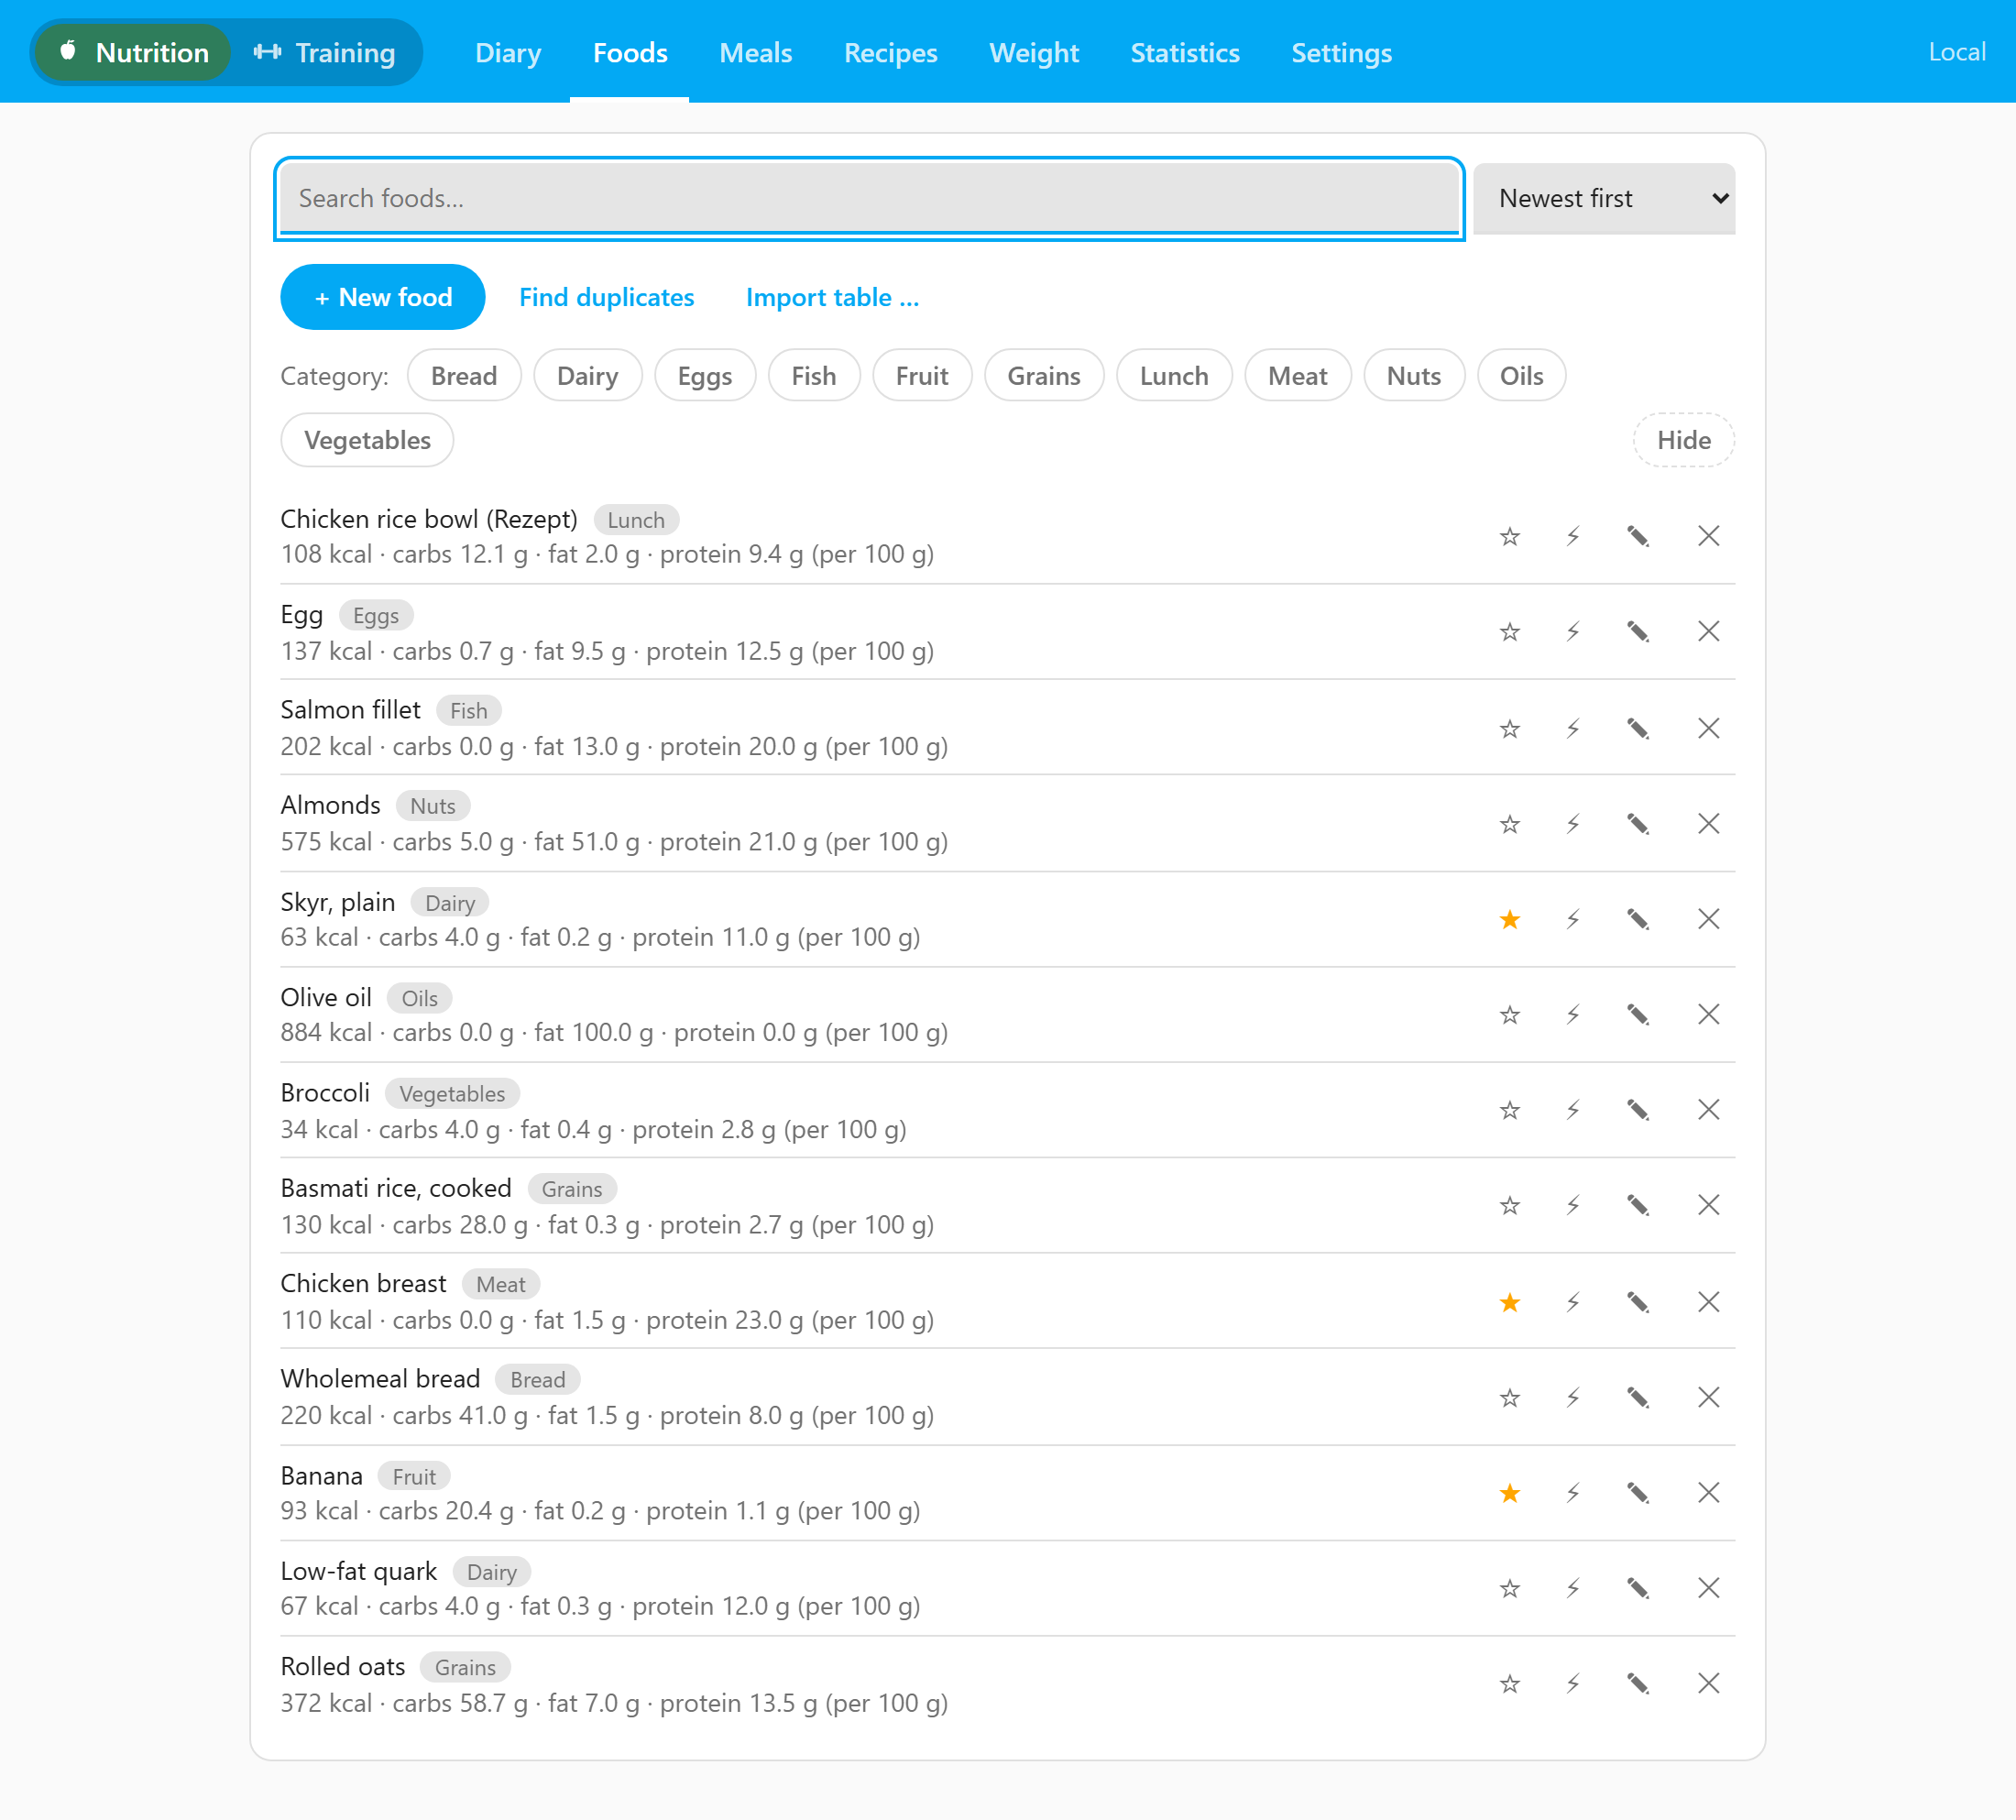 Nutrition Training Diary Foods Meals Recipes Weight Statistics Settings Local
Search foods... Newest first
+ New food Find duplicates Import table ...
Category: Bread Dairy Eggs Fish Fruit Grains Lunch Meat Nuts Oils
Vegetables Hide
Chicken rice bowl (Rezept) Lunch
108 kcal · carbs 12.1 g · fat 2.0 g · protein 9.4 g (per 100 g)
Egg Eggs
137 kcal · carbs 0.7 g · fat 9.5 g · protein 12.5 g (per 100 g)
Salmon fillet Fish
202 kcal · carbs 0.0 g · fat 13.0 g · protein 20.0 g (per 100 g)
Almonds Nuts
575 kcal · carbs 5.0 g · fat 51.0 g · protein 21.0 g (per 100 g)
Skyr, plain Dairy
63 kcal · carbs 4.0 g · fat 0.2 g · protein 11.0 g (per 100 g)
Olive oil Oils
884 kcal · carbs 0.0 g · fat 100.0 g · protein 0.0 g (per 100 g)
Broccoli Vegetables
34 kcal · carbs 4.0 g · fat 0.4 g · protein 2.8 g (per 100 g)
Basmati rice, cooked Grains
130 kcal · carbs 28.0 g · fat 0.3 g · protein 2.7 g (per 100 g)
Chicken breast Meat
110 kcal · carbs 0.0 g · fat 1.5 g · protein 23.0 g (per 100 g)
Wholemeal bread Bread
220 kcal · carbs 41.0 g · fat 1.5 g · protein 8.0 g (per 100 g)
Banana Fruit
93 kcal · carbs 20.4 g · fat 0.2 g · protein 1.1 g (per 100 g)
Low-fat quark Dairy
67 kcal · carbs 4.0 g · fat 0.3 g · protein 12.0 g (per 100 g)
Rolled oats Grains
372 kcal · carbs 58.7 g · fat 7.0 g · protein 13.5 g (per 100 g)